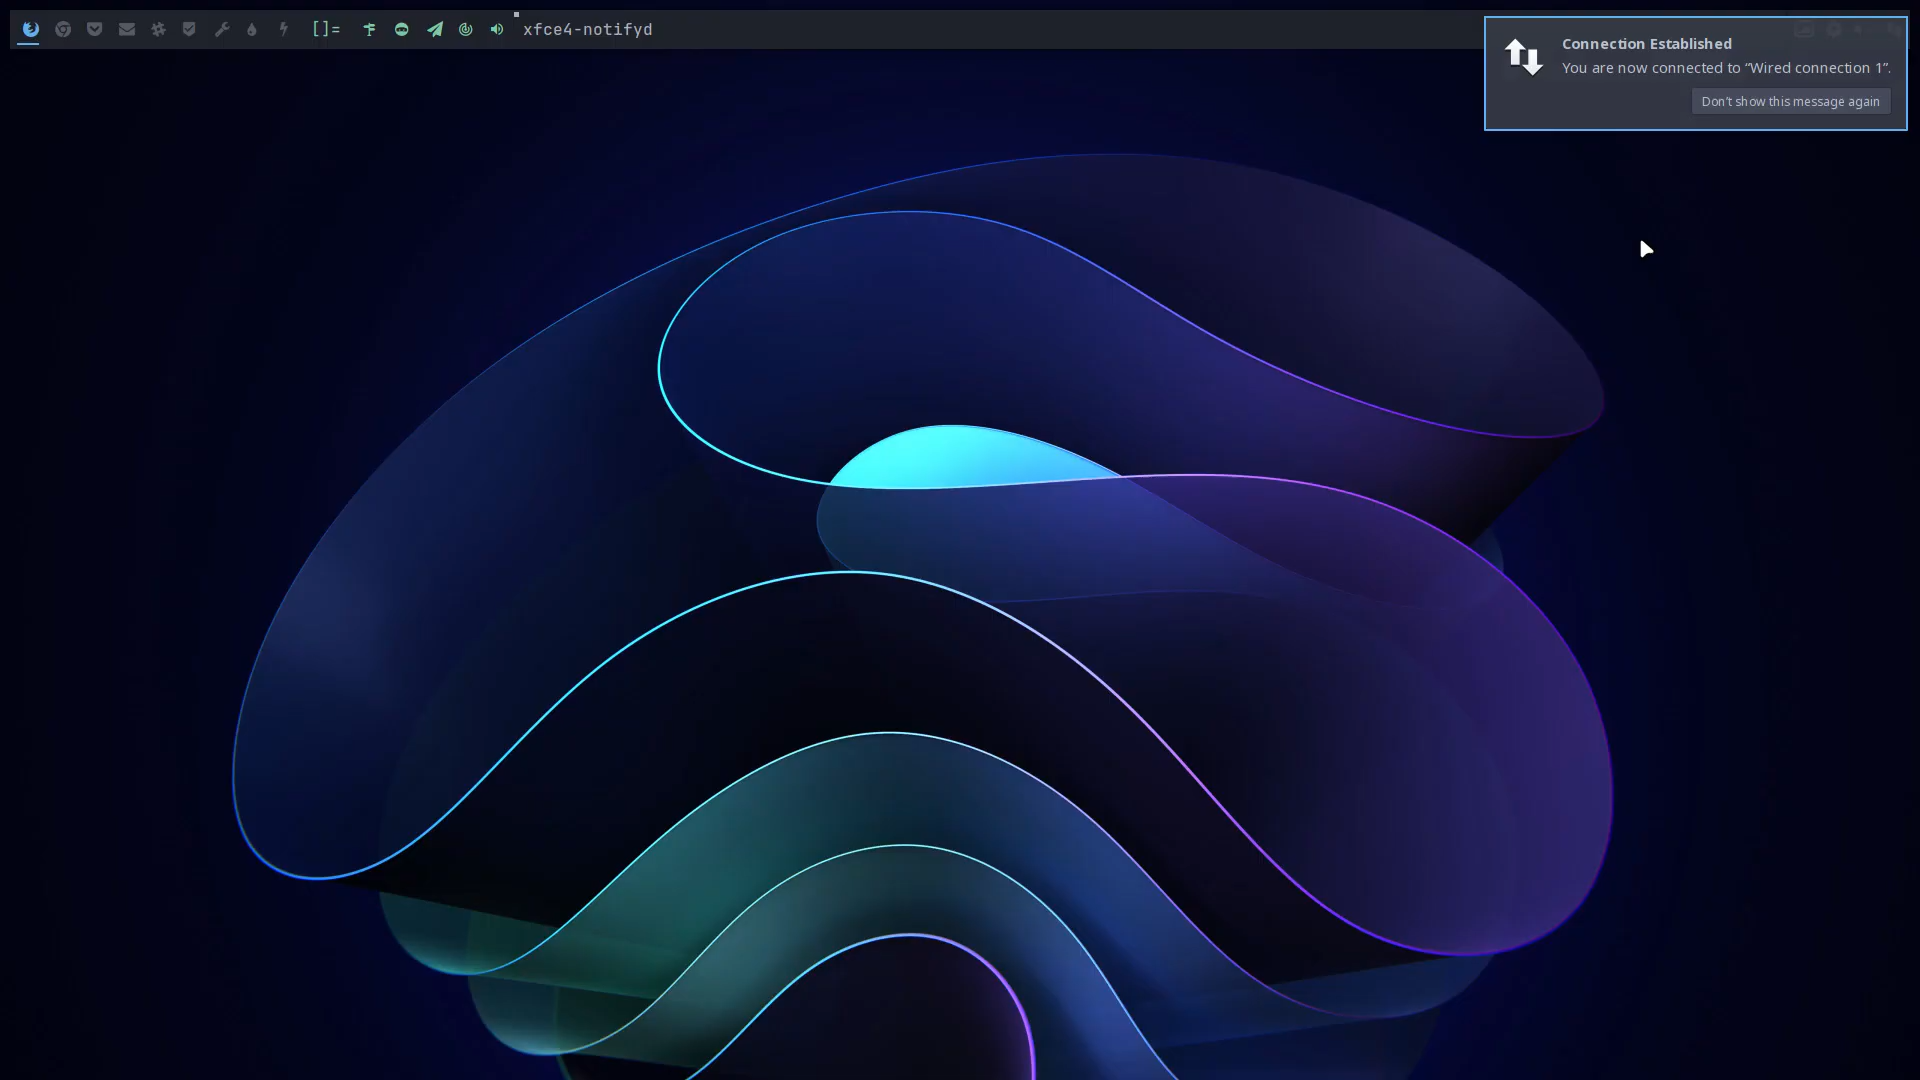 []= xfce4-notifyd
Connection Established
You are now connected to “Wired connection 1”.
Don't show this message again